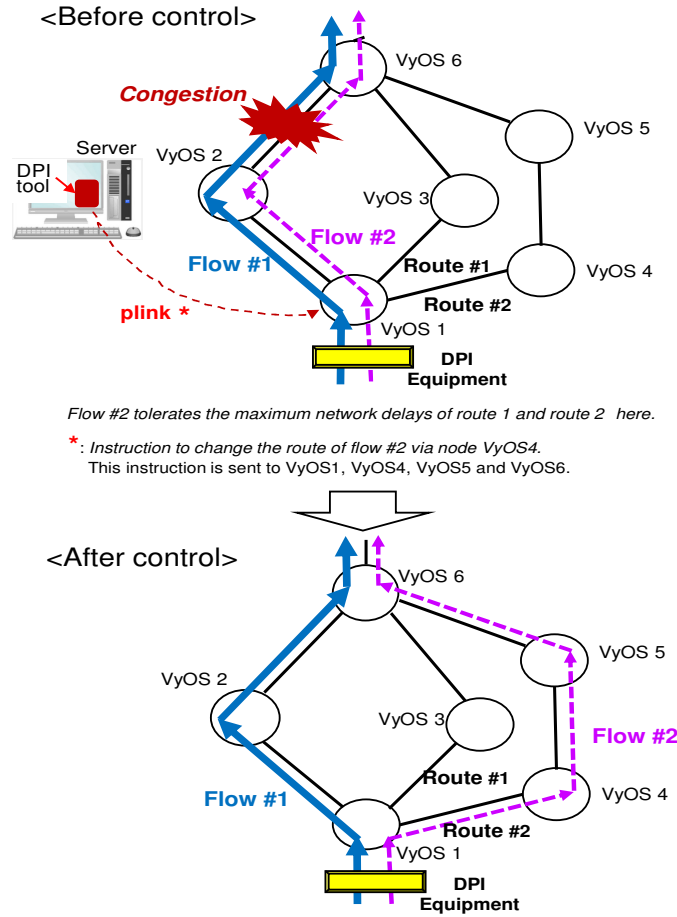 <Before control>
VyOS 6
Congestion
VyOS 5
Server
VyOS 2
DPI
tool
VyOS 3
Flow #2
Flow #1
Route #1
VyOS 4
Route #2
plink *
VyOS 1
DPI
Equipment
Flow #2 tolerates the maximum network delays of route 1 and route 2 here.
*: Instruction to change the route of flow #2 via node VyOS4.
This instruction is sent to VyOS1, VyOS4, VyOS5 and VyOS6.
<After control>
VyOS 6
VyOS 5
VyOS 2
VyOS 3
Flow #2
Route #1
Flow #1
VyOS 4
Route #2
VyOS 1
DPI
Equipment